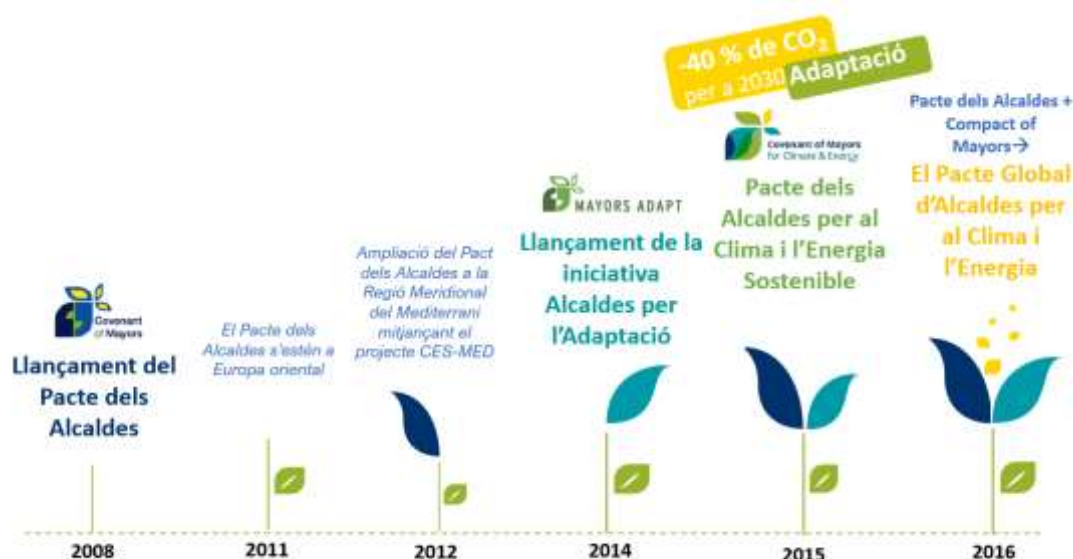 Covenant
of Mayors
Llançament del
Pacte dels
Alcaldes
El Pacte dels
Alcaldes s'estén a
Europa oriental
Ampliació del Pact
dels Alcaldes a la
Regió Meridional
del Mediterrani
mitjançant el
projecte CES-MED
MAYORS ADAPT
Llançament de la
iniciativa
Alcaldes per
l'Adaptació
-40 % de CO₂
per a 2030
Adaptació
Covenant of Mayors
for Climate & Energy
Pacte dels
Alcaldes per al
Clima i l'Energia
Sostenible
Pacte dels Alcaldes +
Compact of
Mayors→
El Pacte Global
d'Alcaldes per
al Clima i
l'Energia
2008
2011
2012
2014
2015
2016